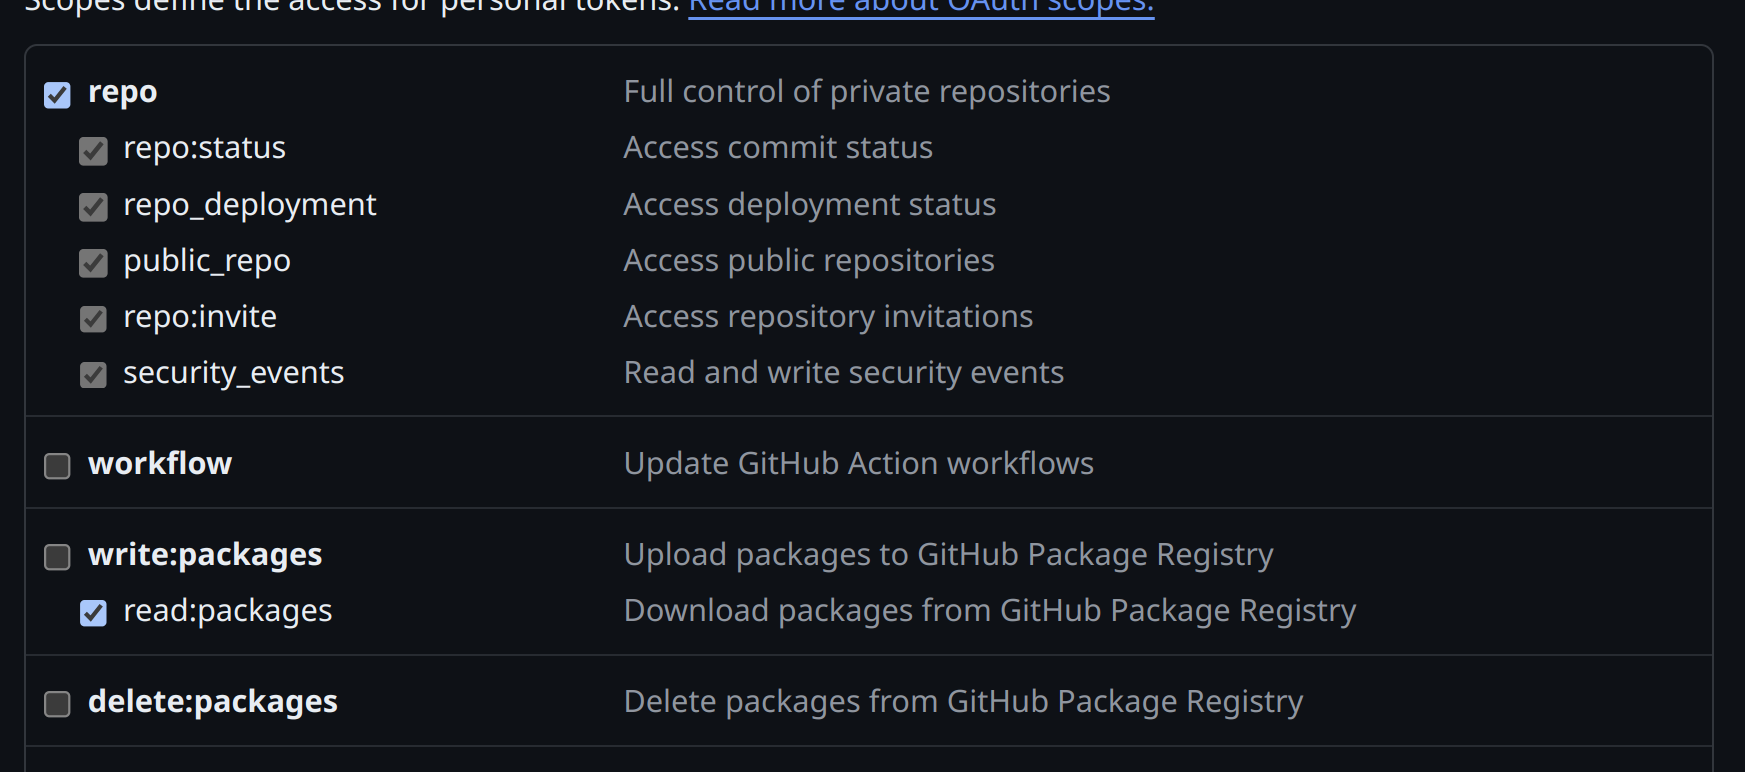 Scopes define the access for personal tokens. Read more about OAuth scopes.
repo Full control of private repositories
repo:status Access commit status
repo_deployment Access deployment status
public_repo Access public repositories
repo:invite Access repository invitations
security_events Read and write security events
workflow Update GitHub Action workflows
write:packages Upload packages to GitHub Package Registry
read:packages Download packages from GitHub Package Registry
delete:packages Delete packages from GitHub Package Registry